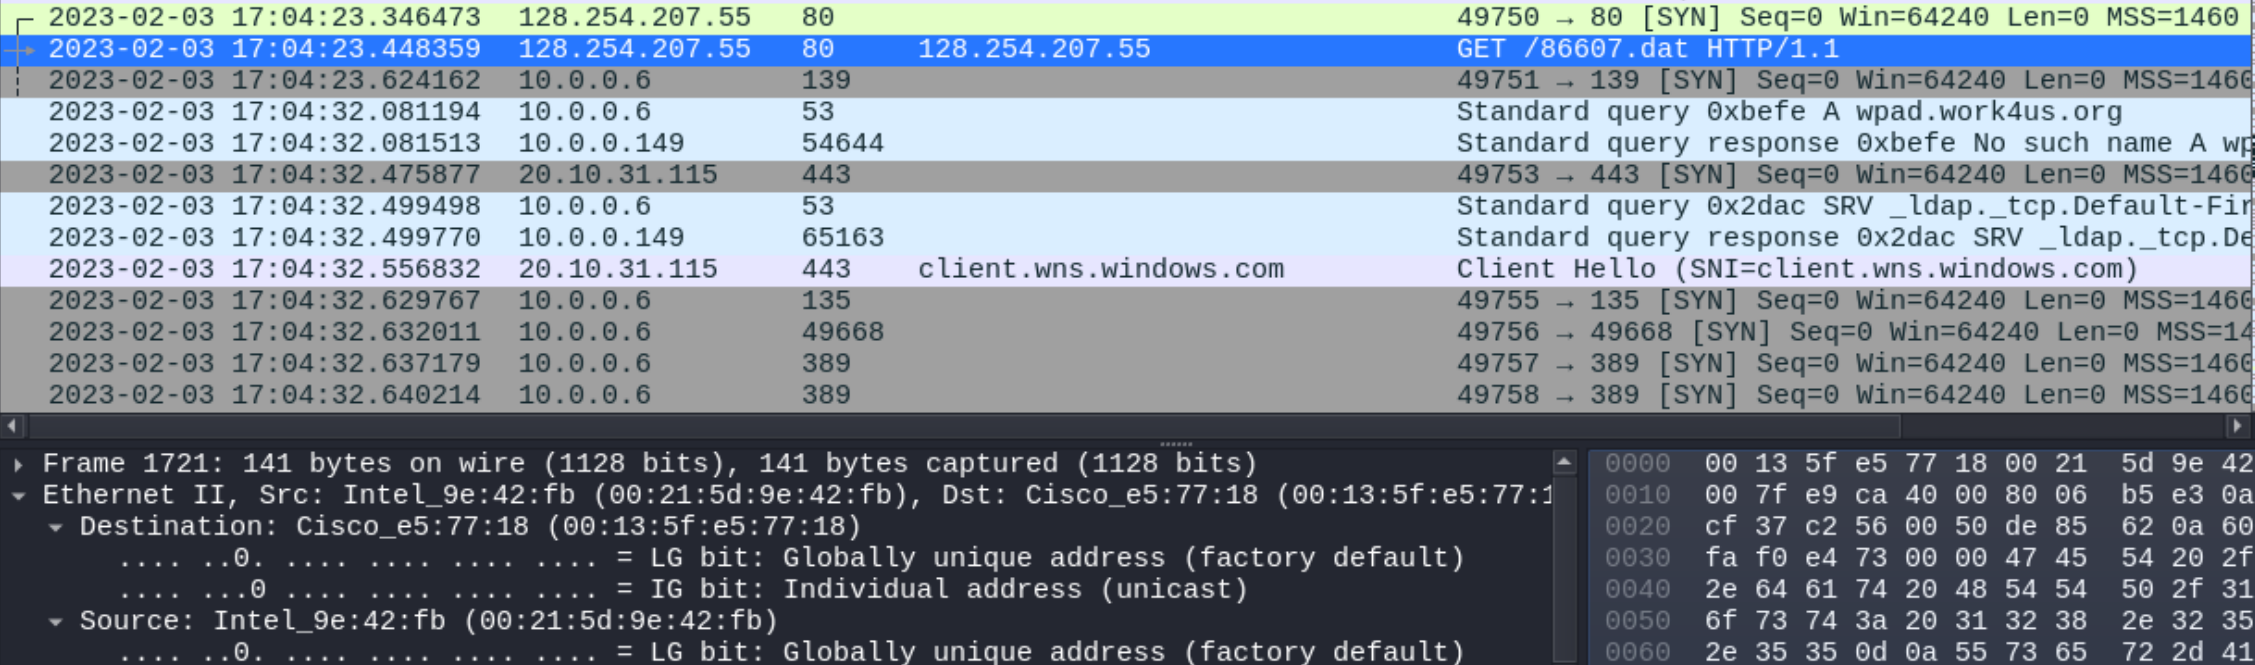 2023-02-03 17:04:23.346473 128.254.207.55 80 49750 → 80 [SYN] Seq=0 Win=64240 Len=0 MSS=1460
2023-02-03 17:04:23.448359 128.254.207.55 80 128.254.207.55 GET /86607.dat HTTP/1.1
2023-02-03 17:04:23.624162 10.0.0.6 139 49751 → 139 [SYN] Seq=0 Win=64240 Len=0 MSS=1460
2023-02-03 17:04:32.081194 10.0.0.6 53 Standard query 0xbefe A wpad.work4us.org
2023-02-03 17:04:32.081513 10.0.0.149 54644 Standard query response 0xbefe No such name A wp
2023-02-03 17:04:32.475877 20.10.31.115 443 49753 → 443 [SYN] Seq=0 Win=64240 Len=0 MSS=1460
2023-02-03 17:04:32.499498 10.0.0.6 53 Standard query 0x2dac SRV _ldap._tcp.Default-Fir
2023-02-03 17:04:32.499770 10.0.0.149 65163 Standard query response 0x2dac SRV _ldap._tcp.De
2023-02-03 17:04:32.556832 20.10.31.115 443 client.wns.windows.com Client Hello (SNI=client.wns.windows.com)
2023-02-03 17:04:32.629767 10.0.0.6 135 49755 → 135 [SYN] Seq=0 Win=64240 Len=0 MSS=1460
2023-02-03 17:04:32.632011 10.0.0.6 49668 49756 → 49668 [SYN] Seq=0 Win=64240 Len=0 MSS=14
2023-02-03 17:04:32.637179 10.0.0.6 389 49757 → 389 [SYN] Seq=0 Win=64240 Len=0 MSS=1460
2023-02-03 17:04:32.640214 10.0.0.6 389 49758 → 389 [SYN] Seq=0 Win=64240 Len=0 MSS=1460
Frame 1721: 141 bytes on wire (1128 bits), 141 bytes captured (1128 bits)
Ethernet II, Src: Intel_9e:42:fb (00:21:5d:9e:42:fb), Dst: Cisco_e5:77:18 (00:13:5f:e5:77:1
Destination: Cisco_e5:77:18 (00:13:5f:e5:77:18)
.... ..0. .... .... .... .... = LG bit: Globally unique address (factory default)
.... ...0 .... .... .... .... = IG bit: Individual address (unicast)
Source: Intel_9e:42:fb (00:21:5d:9e:42:fb)
.... ..0. .... .... .... .... = LG bit: Globally unique address (factory default)
0000 00 13 5f e5 77 18 00 21 5d 9e 42
0010 00 7f e9 ca 40 00 80 06 b5 e3 0a
0020 cf 37 c2 56 00 50 de 85 62 0a 60
0030 fa f0 e4 73 00 00 47 45 54 20 2f
0040 2e 64 61 74 20 48 54 54 50 2f 31
0050 6f 73 74 3a 20 31 32 38 2e 32 35
0060 2e 35 35 0d 0a 55 73 65 72 2d 41